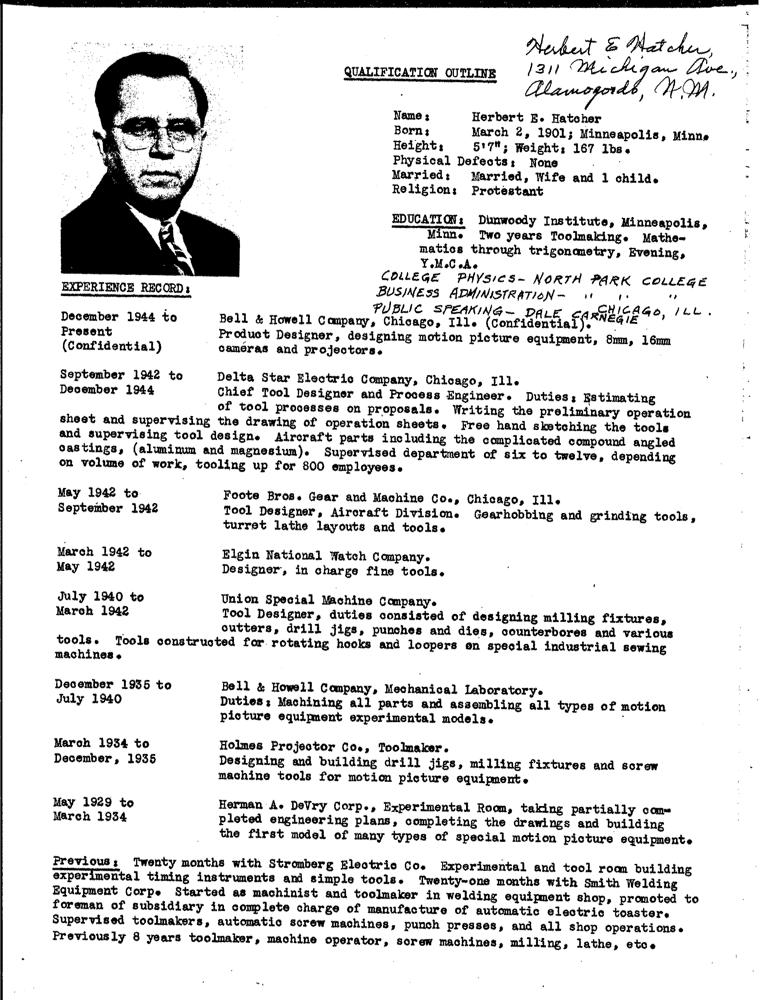 Herbert E Hatcher,
1311 Michigan Ave.,
Alamogordo, N.M.
QUALIFICATION OUTLINE
Name: Herbert E. Hatcher
Born: March 2, 1901; Minneapolis, Minn.
Height: 5'7"; Weight: 167 lbs.
Physical Defects: None
Married: Married, Wife and 1 child.
Religion: Protestant
EDUCATION: Dunwoody Institute, Minneapolis,
Minn. Two years Toolmaking. Mathe-
matics through trigonometry, Evening,
Y.M.C.A.
COLLEGE PHYSICS - NORTH PARK COLLEGE
BUSINESS ADMINISTRATION - " " "
PUBLIC SPEAKING - DALE CARNEGIE
CHICAGO, ILL.
EXPERIENCE RECORD:
December 1944 to Bell & Howell Company, Chicago, Ill. (Confidential).
Present Product Designer, designing motion picture equipment, 8mm, 16mm
(Confidential) cameras and projectors.
September 1942 to Delta Star Electric Company, Chicago, Ill.
December 1944 Chief Tool Designer and Process Engineer. Duties: Estimating
of tool processes on proposals. Writing the preliminary operation
sheet and supervising the drawing of operation sheets. Free hand sketching the tools
and supervising tool design. Aircraft parts including the complicated compound angled
castings, (aluminum and magnesium). Supervised department of six to twelve, depending
on volume of work, tooling up for 800 employees.
May 1942 to Foote Bros. Gear and Machine Co., Chicago, Ill.
September 1942 Tool Designer, Aircraft Division. Gearhobbing and grinding tools,
turret lathe layouts and tools.
March 1942 to Elgin National Watch Company.
May 1942 Designer, in charge fine tools.
July 1940 to Union Special Machine Company.
March 1942 Tool Designer, duties consisted of designing milling fixtures,
cutters, drill jigs, punches and dies, counterbores and various
tools. Tools constructed for rotating hooks and loopers on special industrial sewing
machines.
December 1935 to Bell & Howell Company, Mechanical Laboratory.
July 1940 Duties: Machining all parts and assembling all types of motion
picture equipment experimental models.
March 1934 to Holmes Projector Co., Toolmaker.
December, 1935 Designing and building drill jigs, milling fixtures and screw
machine tools for motion picture equipment.
May 1929 to Herman A. DeVry Corp., Experimental Room, taking partially com-
March 1934 pleted engineering plans, completing the drawings and building
the first model of many types of special motion picture equipment.
Previous: Twenty months with Stromberg Electric Co. Experimental and tool room building
experimental timing instruments and simple tools. Twenty-one months with Smith Welding
Equipment Corp. Started as machinist and toolmaker in welding equipment shop, promoted to
foreman of subsidiary in complete charge of manufacture of automatic electric toaster.
Supervised toolmakers, automatic screw machines, punch presses, and all shop operations.
Previously 8 years toolmaker, machine operator, screw machines, milling, lathe, etc.